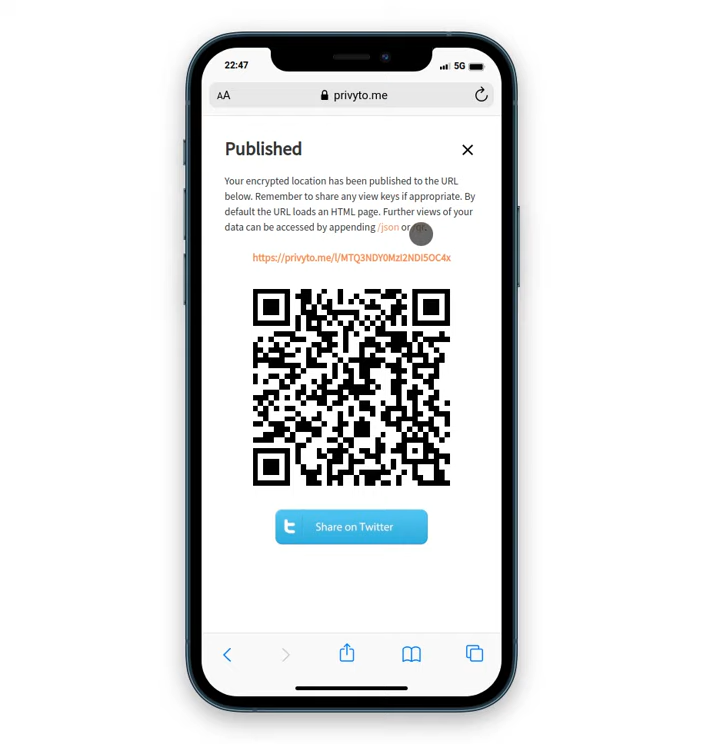 22:47
5G
AA
privyto.me
Published
Your encrypted location has been published to the URL
below. Remember to share any view keys if appropriate. By
default the URL loads an HTML page. Further views of your
data can be accessed by appending /json or
https://privyto.me/l/MTQ3NDY0MzI2NDI5OC4x
Share on Twitter